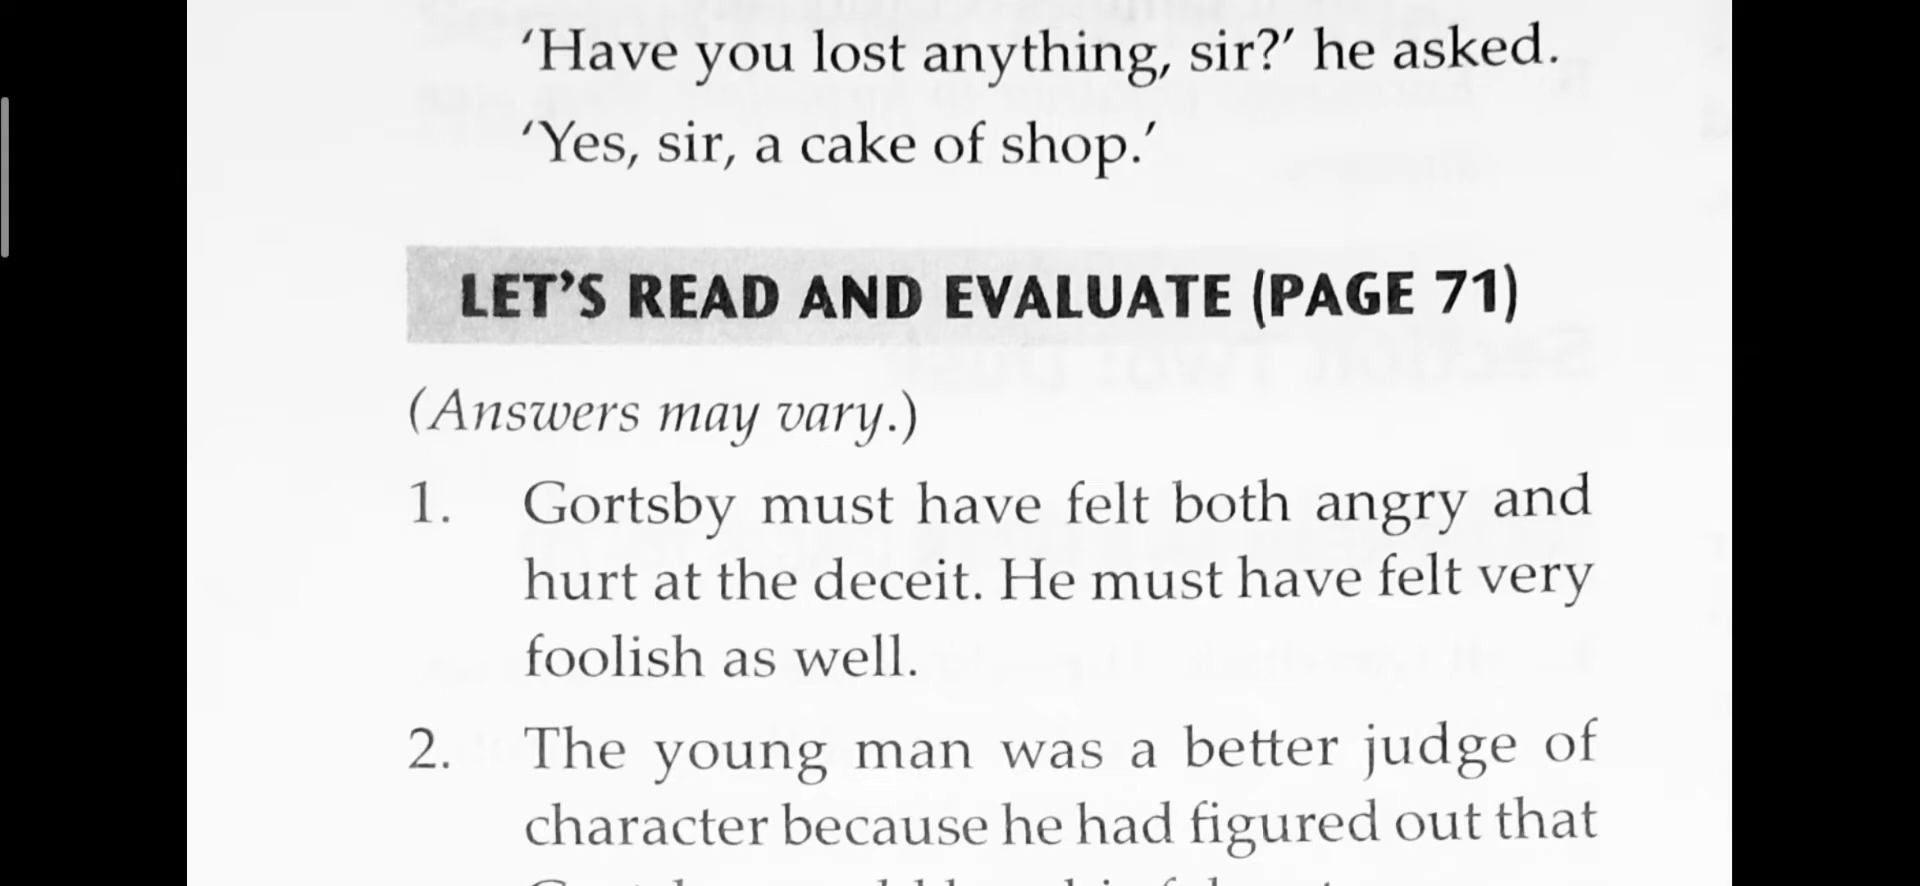 ‘Have you lost anything, sir?’ he asked.
‘Yes, sir, a cake of shop.’
LET’S READ AND EVALUATE (PAGE 71)
(Answers may vary.)
1. Gortsby must have felt both angry and
hurt at the deceit. He must have felt very
foolish as well.
2. The young man was a better judge of
character because he had figured out that